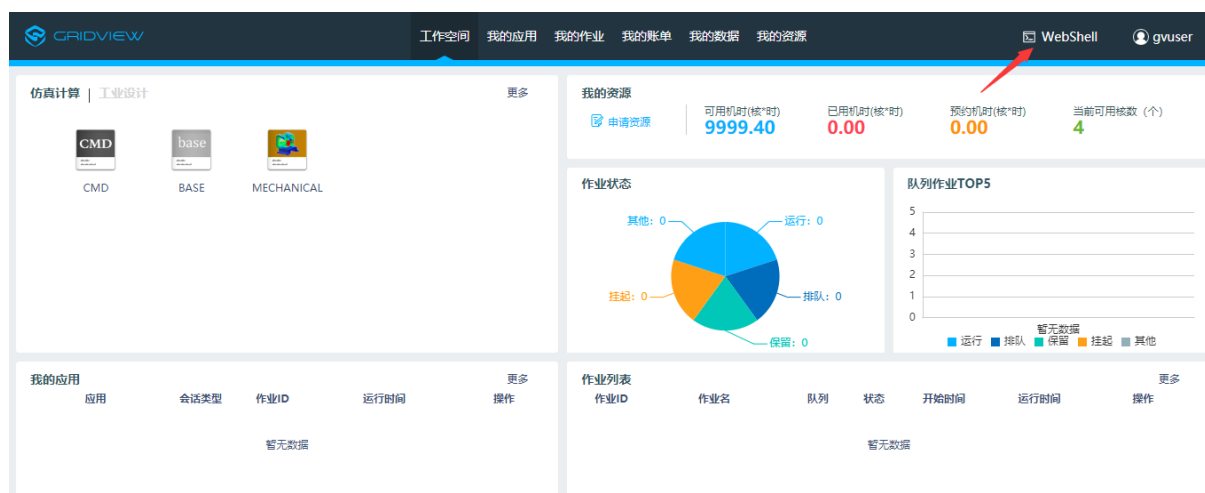 GRIDVIEW 工作空间 我的应用 我的作业 我的账单 我的数据 我的资源 WebShell gvuser
仿真计算 | 工业设计 更多
CMD base
CMD BASE MECHANICAL
我的资源
申请资源
可用机时(核*时) 已用机时(核*时) 预约机时(核*时) 当前可用核数（个）
9999.40 0.00 0.00 4
作业状态
其他: 0 运行: 0
挂起: 0 排队: 0
保留: 0
队列作业TOP5
5
4
3
2
1
0
暂无数据
运行 排队 保留 挂起 其他
我的应用 更多
应用 会话类型 作业ID 运行时间 操作
暂无数据
作业列表 更多
作业ID 作业名 队列 状态 开始时间 运行时间 操作
暂无数据